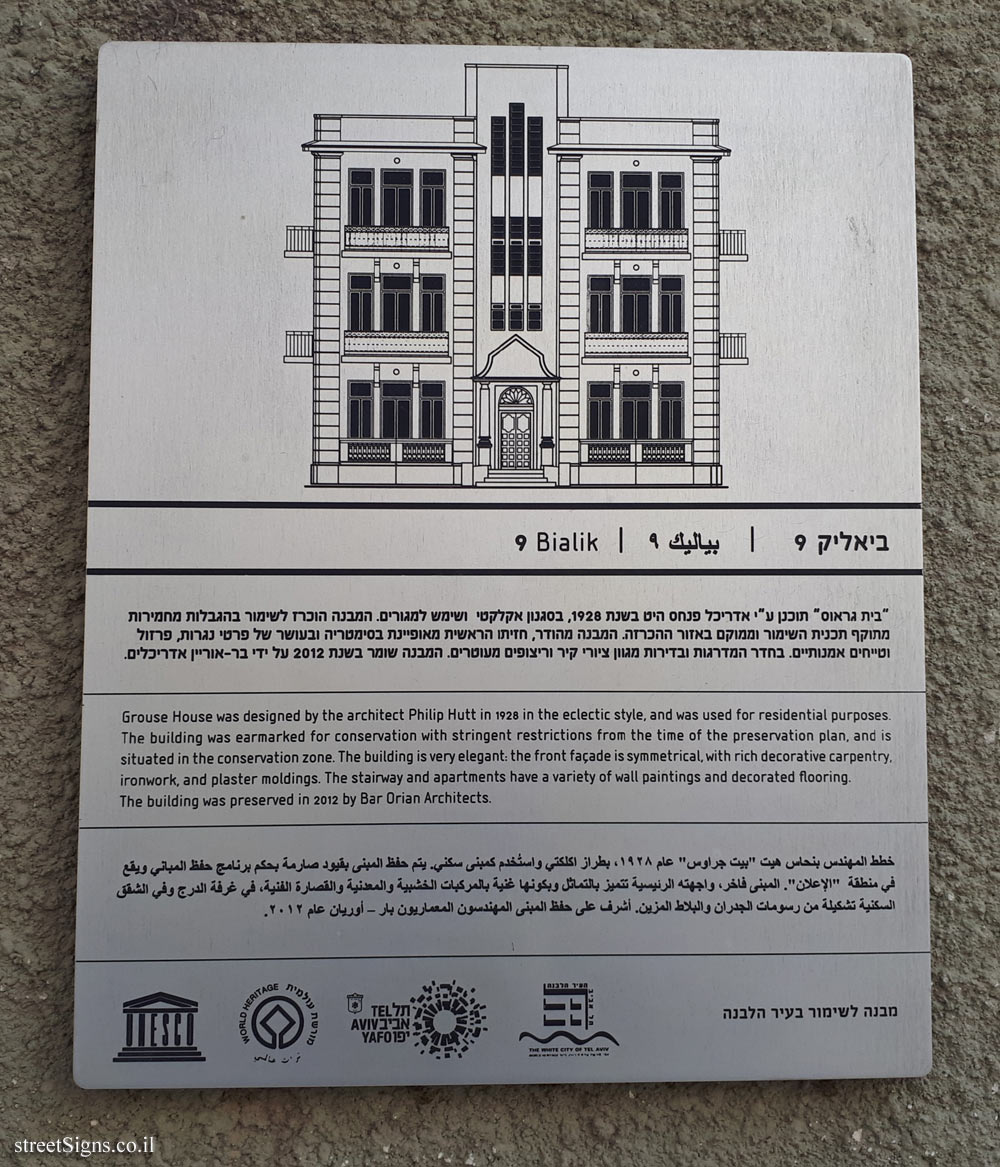 9 Bialik | بياليك ٩ | ביאליק 9
"בית גראוס" תוכנן ע"י אדריכל פנחס היט בשנת 1928, בסגנון אקלקטי ושימש למגורים. המבנה הוכרז לשימור בהגבלות מחמירות
מתוקף תכנית השימור וממוקם באזור ההכרזה. המבנה מהודר, חזיתו הראשית מאופיינת בסימטריה ובעושר של פרטי נגרות, פרזול
וטייחים אמנותיים. בחדר המדרגות ובדירות מגוון ציורי קיר וריצופים מעוטרים. המבנה שומר בשנת 2012 על ידי בר-אוריין אדריכלים.
Grouse House was designed by the architect Philip Hutt in 1928 in the eclectic style, and was used for residential purposes.
The building was earmarked for conservation with stringent restrictions from the time of the preservation plan, and is
situated in the conservation zone. The building is very elegant: the front façade is symmetrical, with rich decorative carpentry,
ironwork, and plaster moldings. The stairway and apartments have a variety of wall paintings and decorated flooring.
The building was preserved in 2012 by Bar Orian Architects.
خطط المهندس بنحاس هيت "بيت جراوس" عام ١٩٢٨، بطراز اكلكتي واستُخدم كمبنى سكني. يتم حفظ المبنى بقيود صارمة بحكم برنامج حفظ المباني ويقع
في منطقة "الإعلان". المبنى فاخر، واجهته الرئيسية تتميز بالتماثل وبكونها غنية بالمركبات الخشبية والمعدنية والقصارة الفنية، في غرفة الدرج وفي الشقق
السكنية تشكيلة من رسومات الجدران والبلاط المزين. أشرف على حفظ المبنى المهندسون المعماريون بار – أوريان عام ٢٠١٢.
UNESCO
WORLD HERITAGE
מורשת עולמית
TEL תל
AVIV אביב
YAFO יפו
העיר הלבנה
תל אביב
THE WHITE CITY OF TEL AVIV
מבנה לשימור בעיר הלבנה
streetSigns.co.il